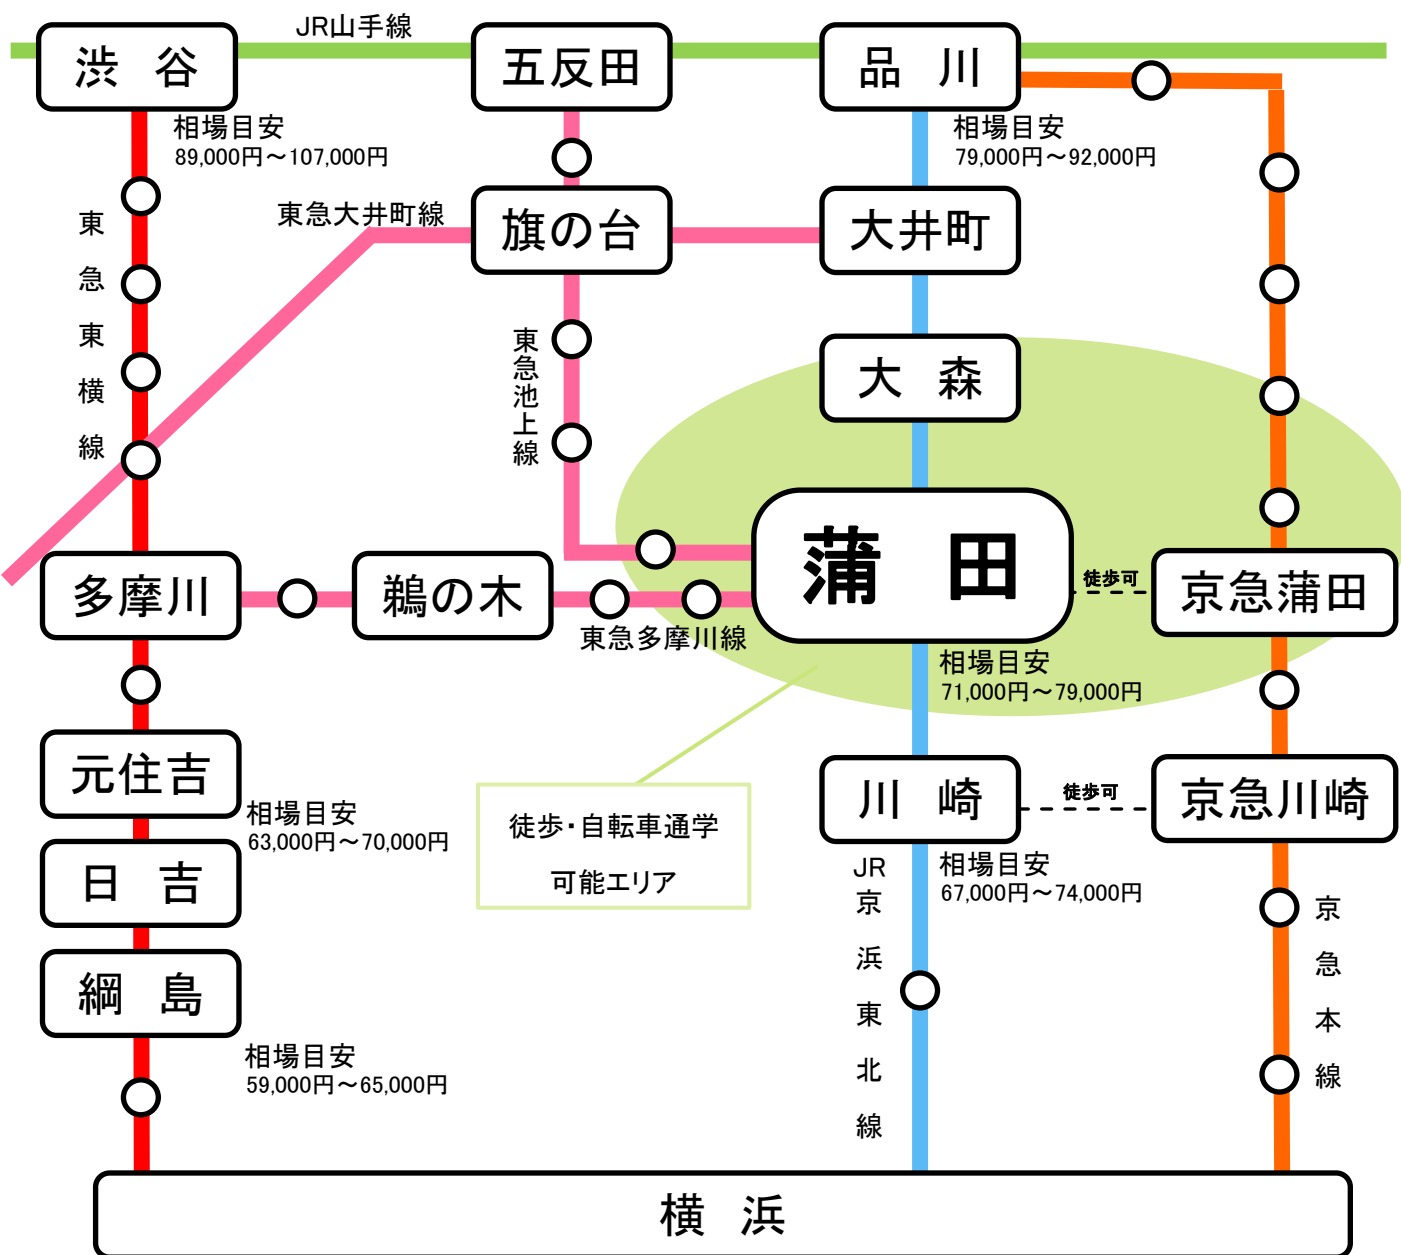 JR山手線
渋 谷
五反田
品 川
相場目安
89,000円～107,000円
相場目安
79,000円～92,000円
東急東横線
東急大井町線
旗の台
大井町
東急池上線
大 森
蒲 田
徒歩可
京急蒲田
多摩川
鵜の木
東急多摩川線
相場目安
71,000円～79,000円
元住吉
相場目安
63,000円～70,000円
徒歩・自転車通学
可能エリア
川 崎
徒歩可
京急川崎
相場目安
67,000円～74,000円
日 吉
JR京浜東北線
京急本線
綱 島
相場目安
59,000円～65,000円
横 浜